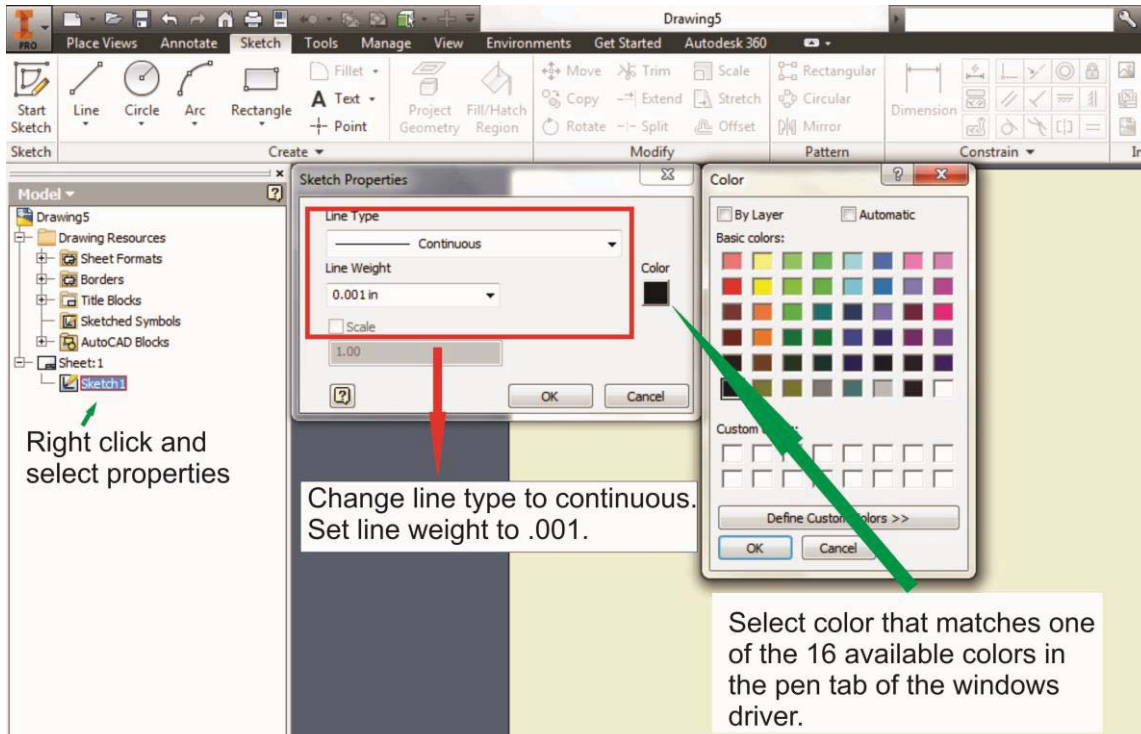 Drawing5
PRO Place Views Annotate Sketch Tools Manage View Environments Get Started Autodesk 360
Fillet Move Trim Scale Rectangular
Text Copy Extend Stretch Circular
Start Sketch Line Circle Arc Rectangle Point Project Geometry Fill/Hatch Region Rotate Split Offset Mirror Dimension
Sketch Create Modify Pattern Constrain In
Model
Drawing5
Drawing Resources
Sheet Formats
Borders
Title Blocks
Sketched Symbols
AutoCAD Blocks
Sheet:1
Sketch1
Right click and
select properties
Sketch Properties
Line Type
Continuous
Line Weight
0.001 in
Color
Scale
1.00
OK Cancel
Change line type to continuous.
Set line weight to .001.
Color
By Layer Automatic
Basic colors:
Custom
Define Custom Colors >>
OK Cancel
Select color that matches one
of the 16 available colors in
the pen tab of the windows
driver.